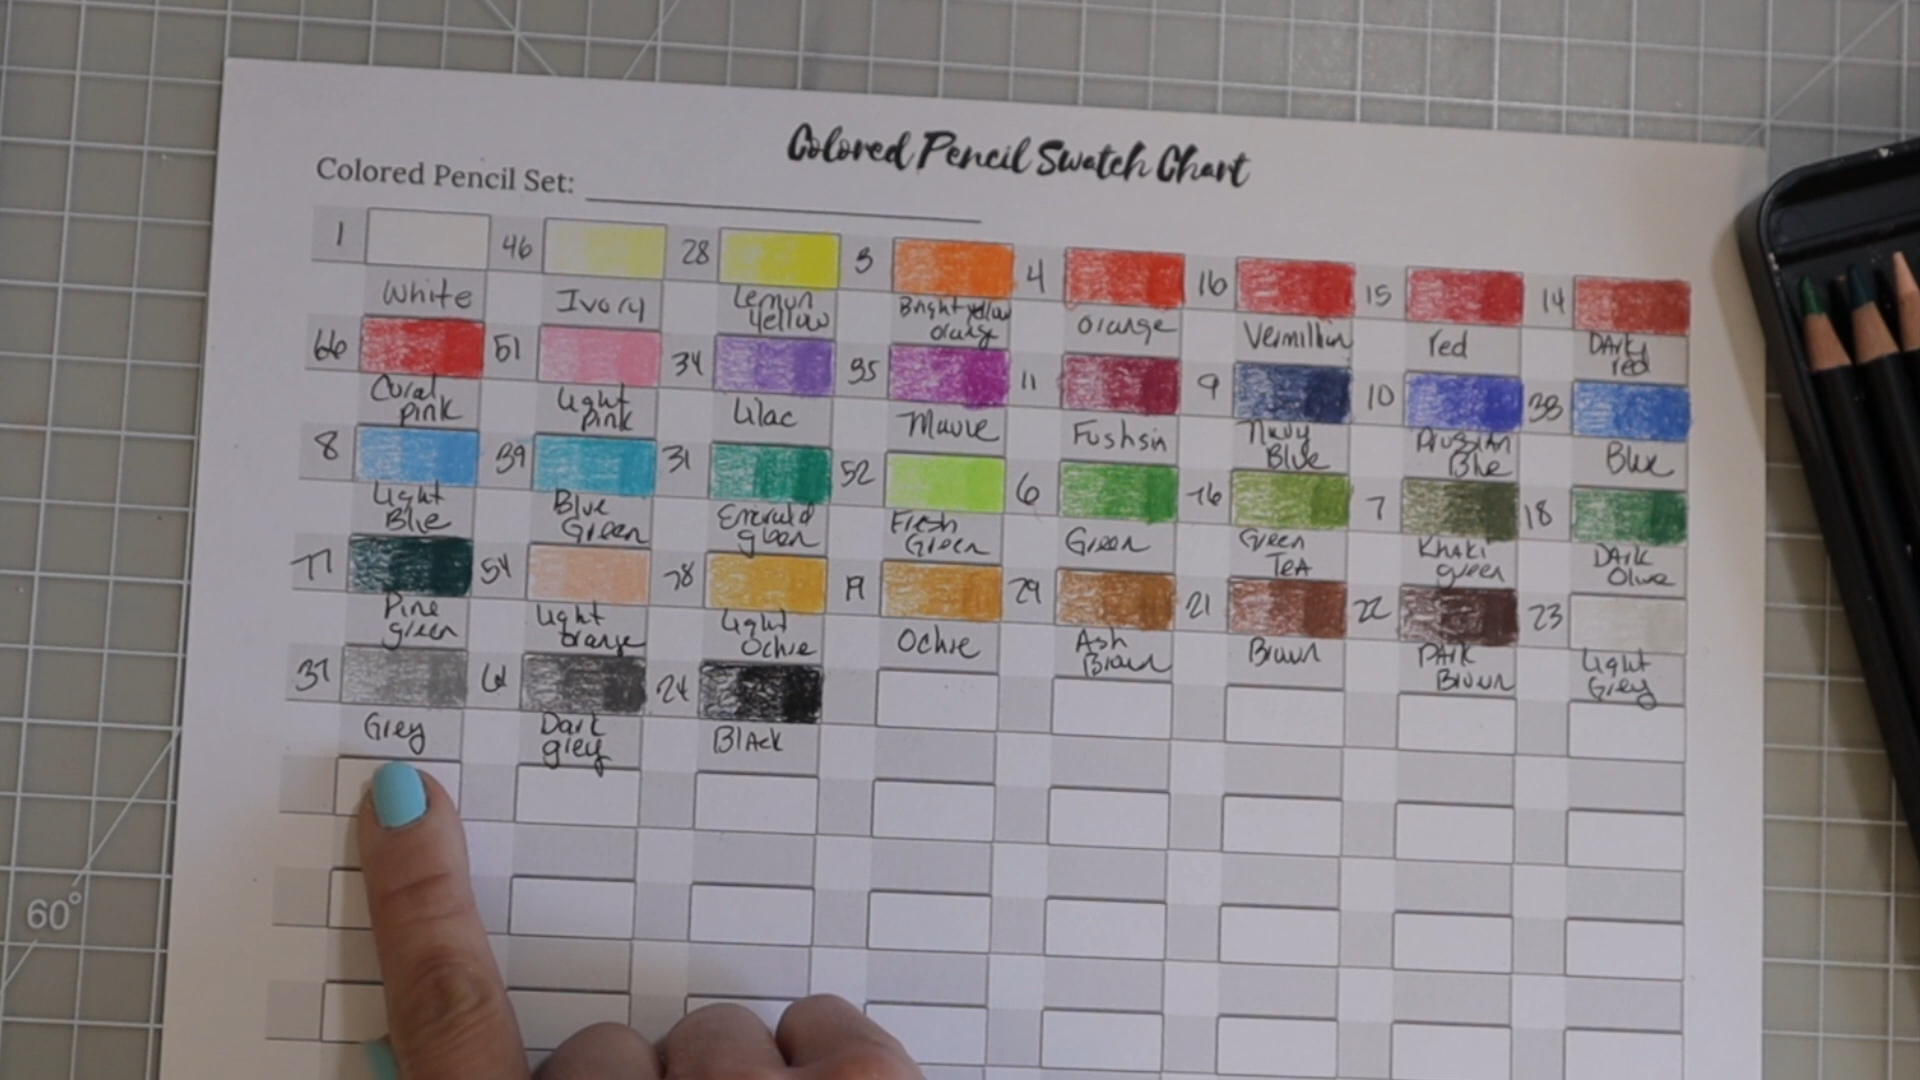 Colored Pencil Swatch Chart
Colored Pencil Set:
1 46 28 3 4 16 15 14
White Ivory Lemon Yellow Bright yellow orange Orange Vermillion red DArk red
66 51 34 35 11 9 10 38
Coral pink Light pink Lilac Mauve Fushsin Navy Blue Prussian Blue Blue
8 39 31 52 6 76 7 18
Light Blue Blue Green Emerald green Fresh Green Green Green TeA Khaki green DArk Olive
77 54 78 19 29 21 22 23
Pine green Light orange Light Ochre Ochre Ash Brown Brown DArk Brown Light Grey
37 24
Grey Dark grey BlAck
60°